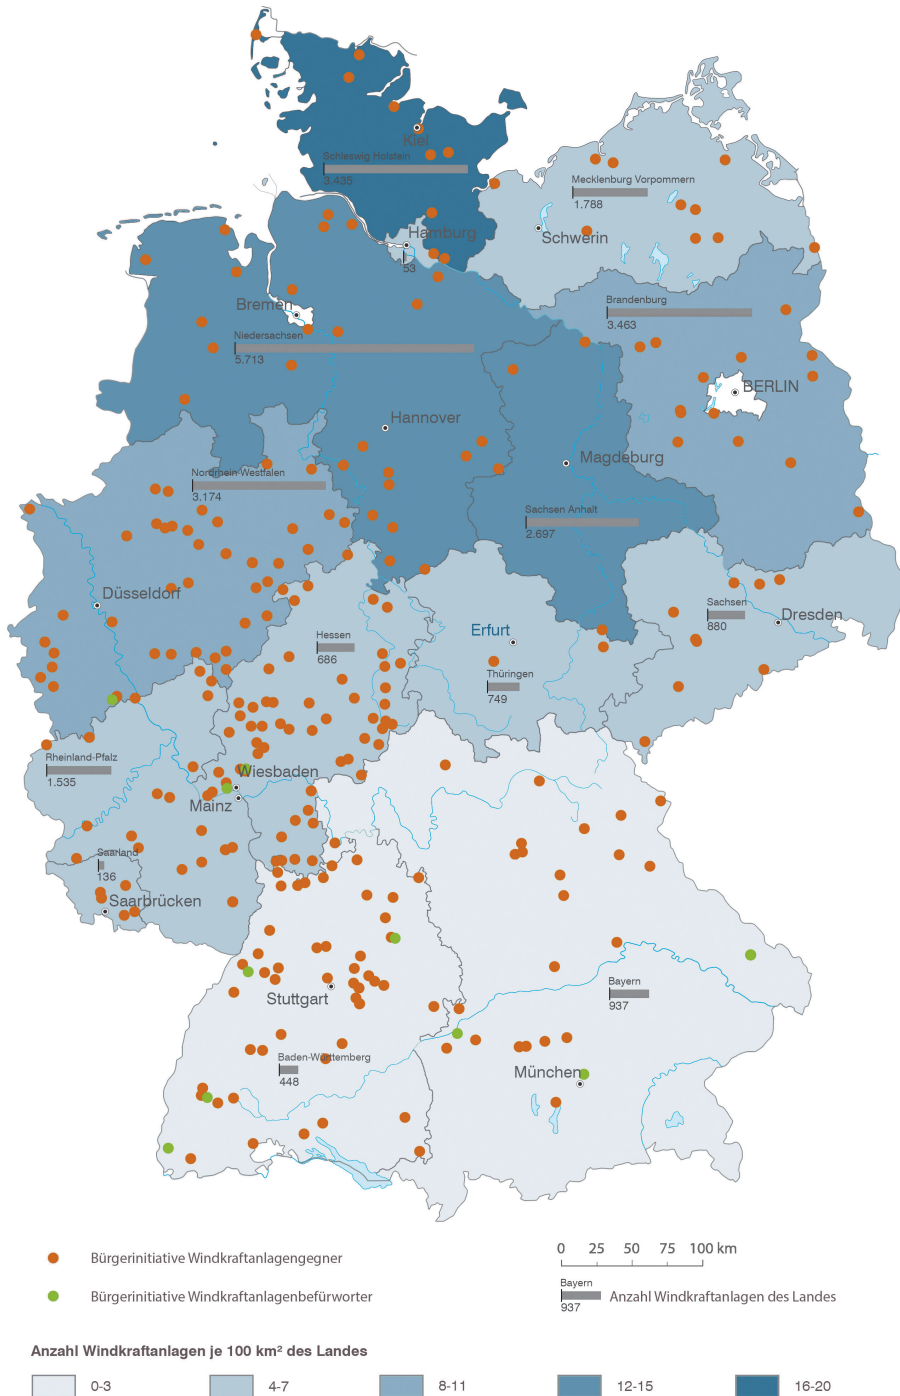 Kiel
Schleswig Holstein
3.435
Mecklenburg Vorpommern
1.788
Hamburg
53
Schwerin
Bremen
Brandenburg
3.463
Niedersachsen
5.713
BERLIN
Hannover
Magdeburg
Nordrhein-Westfalen
3.174
Sachsen Anhalt
2.697
Düsseldorf
Sachsen
880
Dresden
Erfurt
Hessen
686
Thüringen
749
Rheinland-Pfalz
1.535
Wiesbaden
Mainz
Saarland
136
Saarbrücken
Stuttgart
Bayern
937
Baden-Württemberg
448
München
Bürgerinitiative Windkraftanlagengegner
Bürgerinitiative Windkraftanlagenbefürworter
0 25 50 75 100 km
Bayern
937
Anzahl Windkraftanlagen des Landes
Anzahl Windkraftanlagen je 100 km² des Landes
0-3 4-7 8-11 12-15 16-20